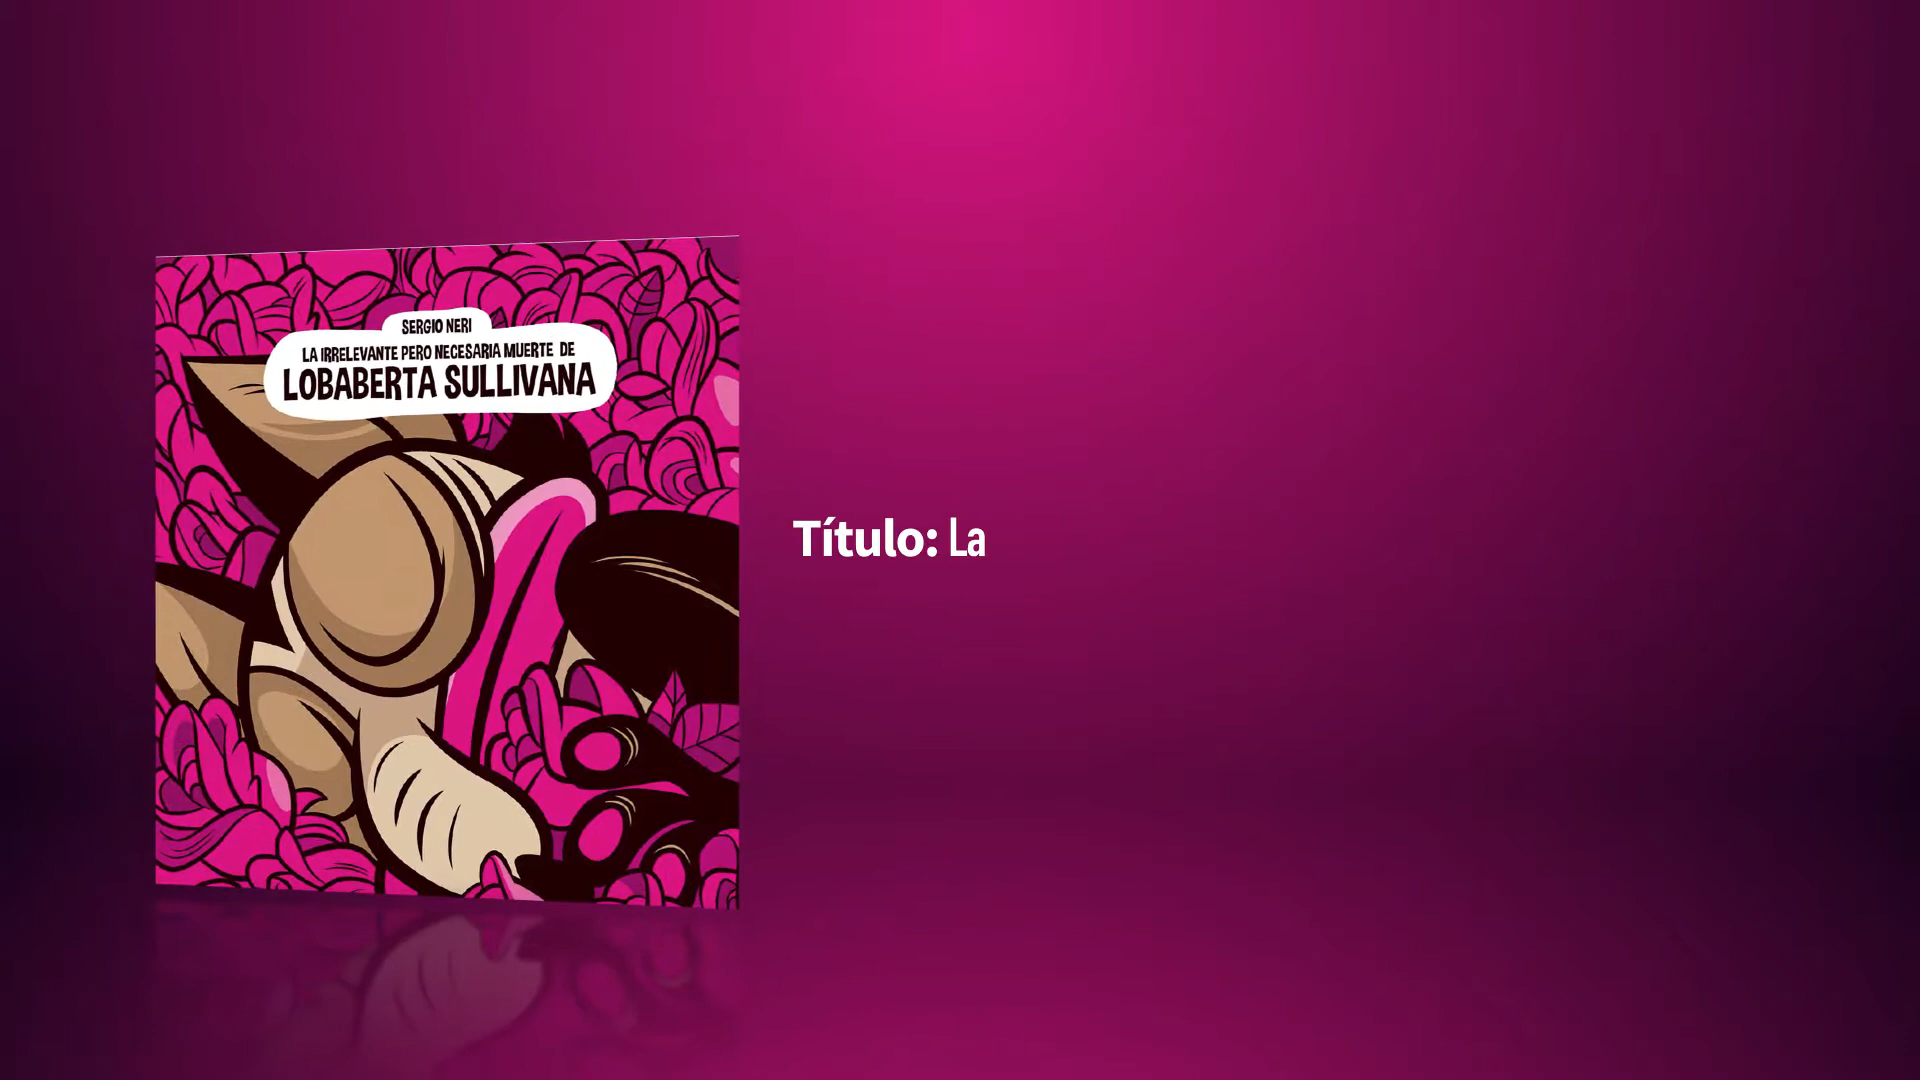 SERGIO NERI
LA IRRELEVANTE PERO NECESARIA MUERTE DE
LOBABERTA SULLIVANA
Título: La